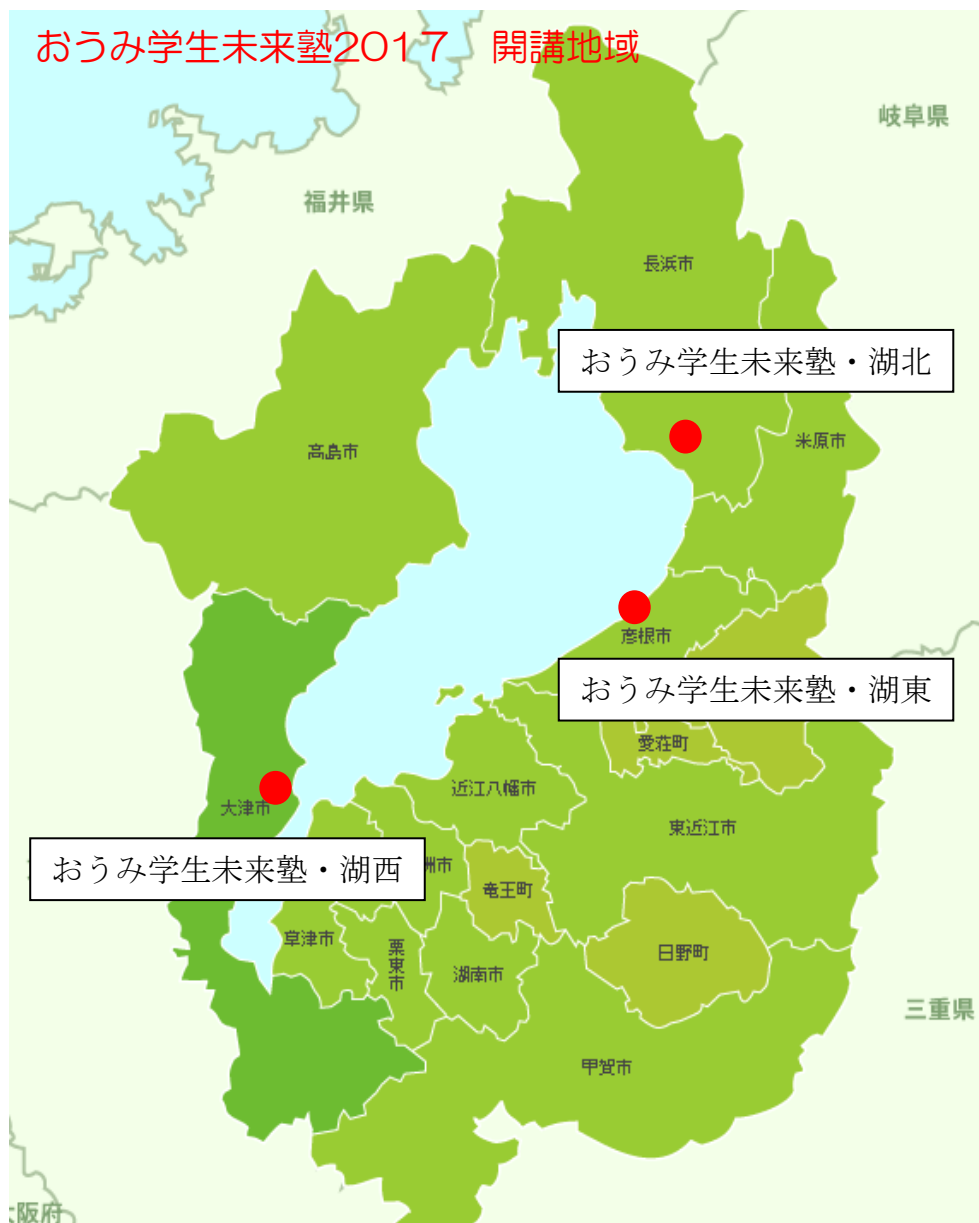 おうみ学生未来塾2017　開講地域
岐阜県
福井県
長浜市
おうみ学生未来塾・湖北
米原市
高島市
彦根市
おうみ学生未来塾・湖東
愛荘町
近江八幡市
大津市
東近江市
おうみ学生未来塾・湖西
洲市
竜王町
草津市
栗東市
湖南市
日野町
三重県
甲賀市
大阪府